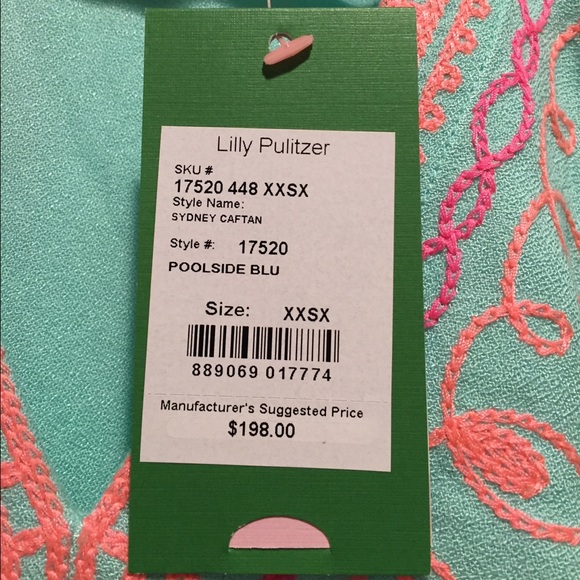 Lilly Pulitzer
SKU #
17520 448 XXSX
Style Name:
SYDNEY CAFTAN
Style #: 17520
POOLSIDE BLU
Size: XXSX
889069 017774
Manufacturer's Suggested Price
$198.00